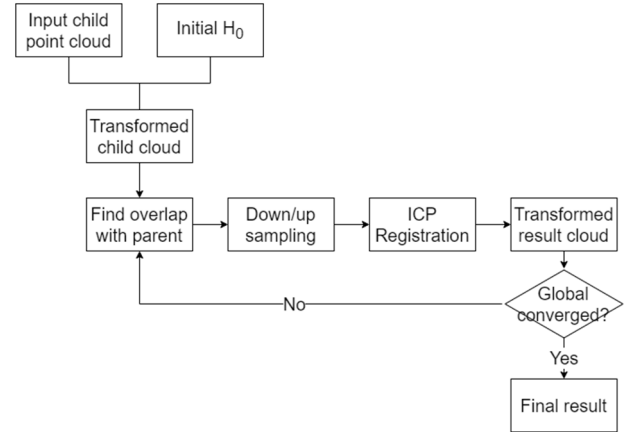 Input child
point cloud
Initial H₀
Transformed
child cloud
Find overlap
with parent
Down/up
sampling
ICP
Registration
Transformed
result cloud
Global
converged?
No
Yes
Final result